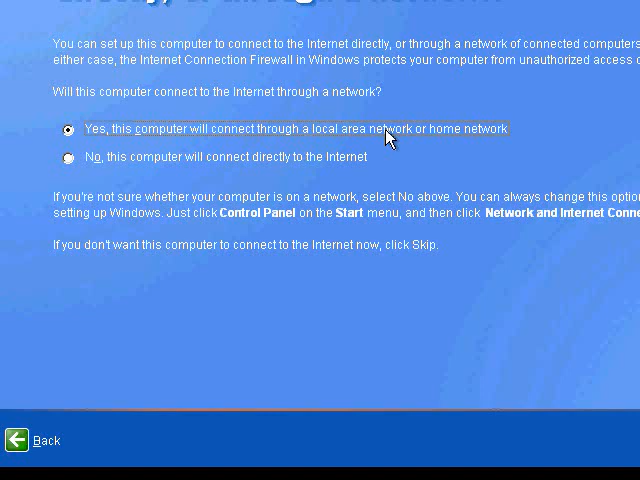 You can set up this computer to connect to the Internet directly, or through a network of connected computers
either case, the Internet Connection Firewall in Windows protects your computer from unauthorized access
Will this computer connect to the Internet through a network?
Yes, this computer will connect through a local area network or home network
No, this computer will connect directly to the Internet
If you're not sure whether your computer is on a network, select No above. You can always change this
setting up Windows. Just click Control Panel on the Start menu, and then click Network and Internet
If you don't want this computer to connect to the Internet now, click Skip.
Back